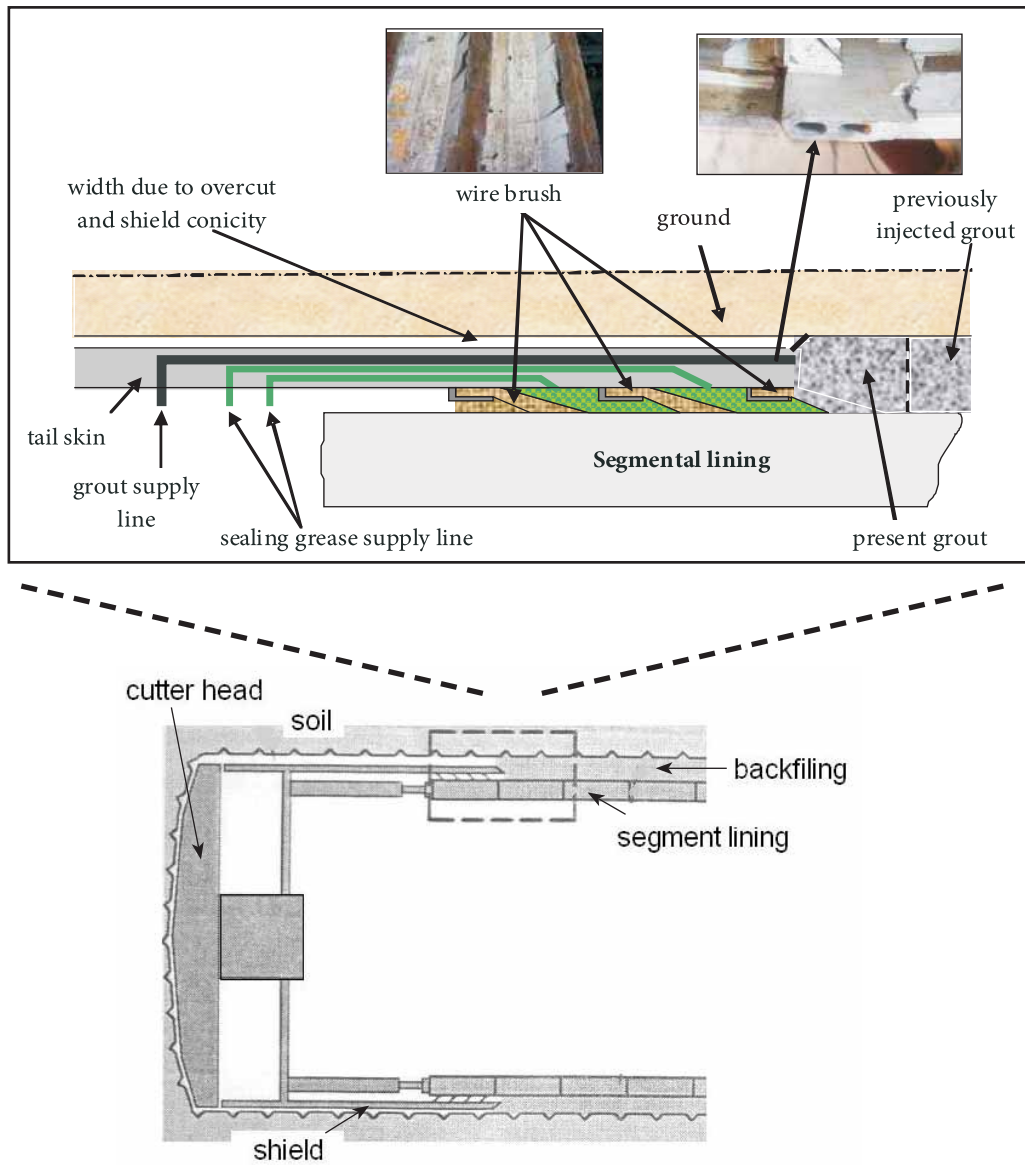 width due to overcut
and shield conicity
wire brush
ground
previously
injected grout
tail skin
grout supply
line
sealing grease supply line
Segmental lining
present grout
cutter head
soil
backfiling
segment lining
shield